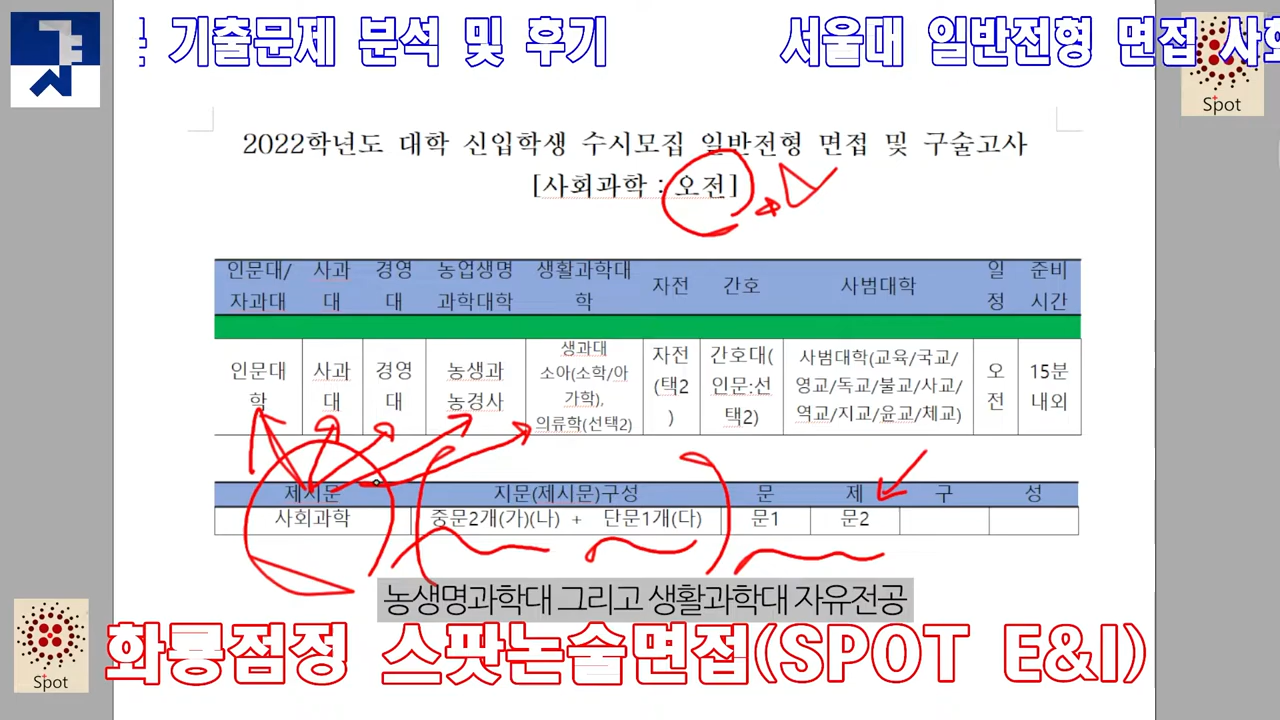 기출문제 분석 및 후기 서울대 일반전형 면접 사회
Spot
2022학년도 대학 신입학생 수시모집 일반전형 면접 및 구술고사
[사회과학 : 오전]
인문대/자과대 사과대 경영대 농업생명과학대학 생활과학대학 자전 간호 사범대학 일정 준비시간
인문대학 사과대 경영대 농생과 농경사 생과대 소아(소학/아가학), 의류학(선택2) 자전(택2) 간호대(인문:선택2) 사범대학(교육/국교/영교/독교/불교/사교/역교/지교/윤교/체교) 오전 15분 내외
제시문 지문(제시문)구성 문 제 구 성
사회과학 중문2개(가)(나) + 단문1개(다) 문1 문2
농생명과학대 그리고 생활과학대 자유전공
Spot
화룡점정 스팟논술면접(SPOT E&I)